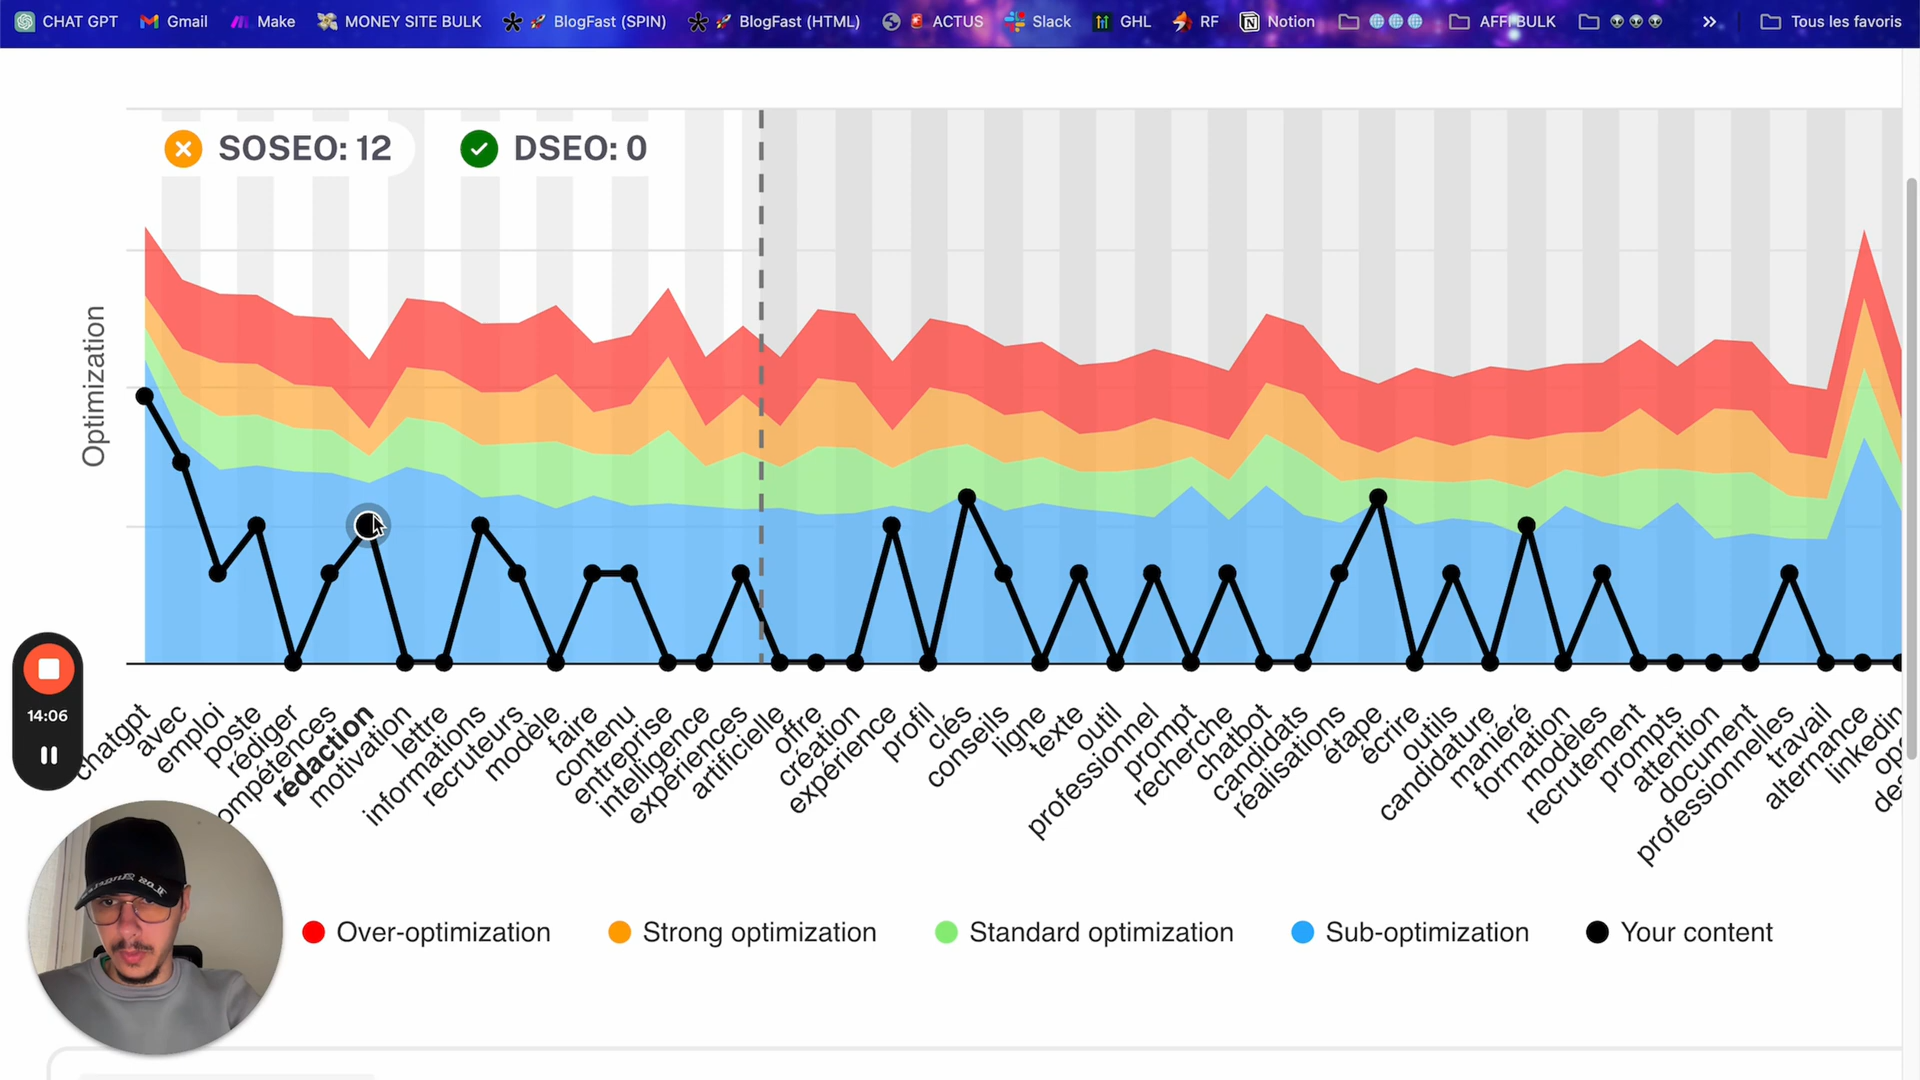 CHAT GPT
Gmail
Make
MONEY SITE BULK
BlogFast (SPIN)
BlogFast (HTML)
ACTUS
Slack
GHL
RF
Notion
AFFI BULK
Tous les favoris
SOSEO: 12
DSEO: 0
Optimization
14:06
chatgpt
avec
emploi
poste
rédiger
ompétences
rédaction
motivation
lettre
informations
recruteurs
modèle
faire
contenu
entreprise
intelligence
expériences
artificielle
offre
création
expérience
profil
clés
conseils
ligne
texte
outil
professionnel
prompt
recherche
chatbot
candidats
réalisations
étape
écrire
outils
candidature
manière
formation
modèles
recrutement
prompts
attention
document
professionnelles
travail
alternance
linkedin
Over-optimization
Strong optimization
Standard optimization
Sub-optimization
Your content